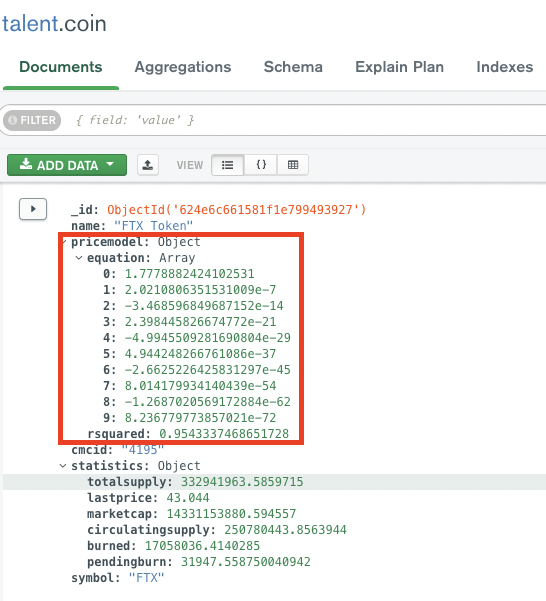 talent.coin
Documents Aggregations Schema Explain Plan Indexes
FILTER { field: 'value' }
ADD DATA VIEW {}
_id: ObjectId('624e6c661581f1e799493927')
name: "FTX Token"
pricemodel: Object
equation: Array
0: 1.7778882424102531
1: 2.0210806351531009e-7
2: -3.468596849687152e-14
3: 2.398445826674772e-21
4: -4.9945509281690804e-29
5: 4.944248266761086e-37
6: -2.6625226425831297e-45
7: 8.014179934140439e-54
8: -1.2687020569172884e-62
9: 8.236779773857021e-72
rsquared: 0.9543337468651728
cmcid: "4195"
statistics: Object
totalsupply: 332941963.5859715
lastprice: 43.044
marketcap: 14331153880.594557
circulatingsupply: 250780443.8563944
burned: 17058036.4140285
pendingburn: 31947.558750040942
symbol: "FTX"